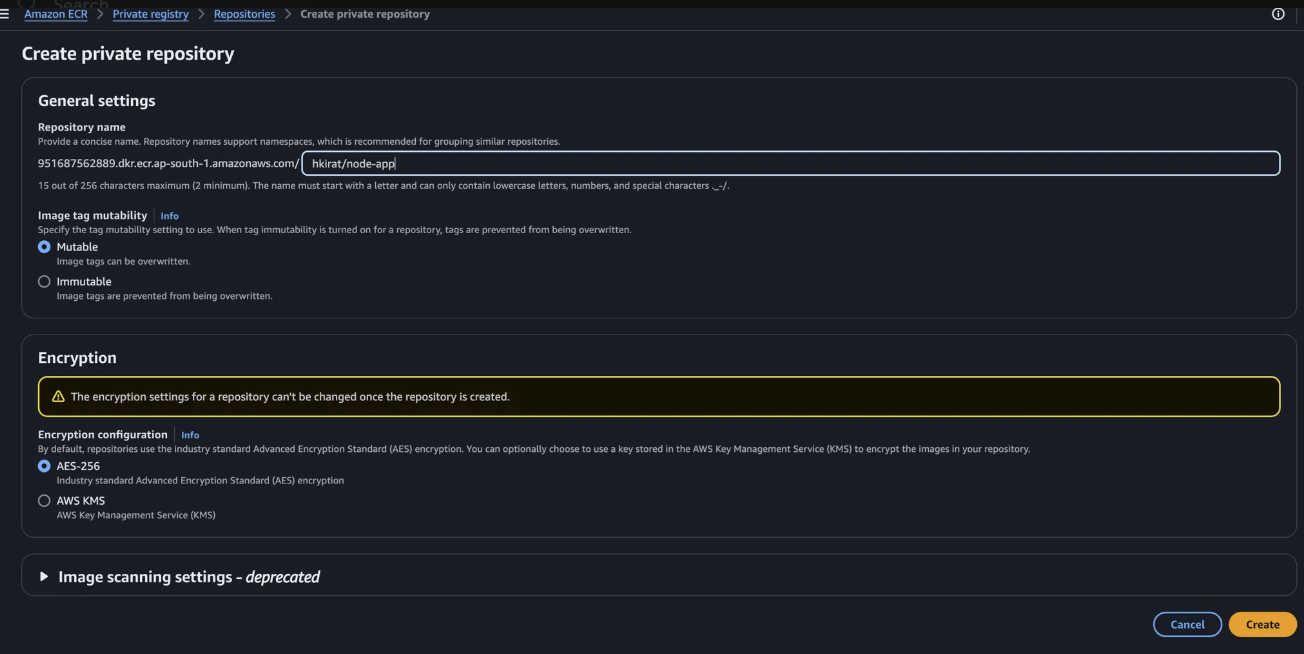 Search
Amazon ECR > Private registry > Repositories > Create private repository
Create private repository
General settings
Repository name
Provide a concise name. Repository names support namespaces, which is recommended for grouping similar repositories.
951687562889.dkr.ecr.ap-south-1.amazonaws.com/ hkirat/node-app
15 out of 256 characters maximum (2 minimum). The name must start with a letter and can only contain lowercase letters, numbers, and special characters ._-/.
Image tag mutability | Info
Specify the tag mutability setting to use. When tag immutability is turned on for a repository, tags are prevented from being overwritten.
Mutable
Image tags can be overwritten.
Immutable
Image tags are prevented from being overwritten.
Encryption
The encryption settings for a repository can't be changed once the repository is created.
Encryption configuration | Info
By default, repositories use the industry standard Advanced Encryption Standard (AES) encryption. You can optionally choose to use a key stored in the AWS Key Management Service (KMS) to encrypt the images in your repository.
AES-256
Industry standard Advanced Encryption Standard (AES) encryption
AWS KMS
AWS Key Management Service (KMS)
Image scanning settings - deprecated
Cancel Create